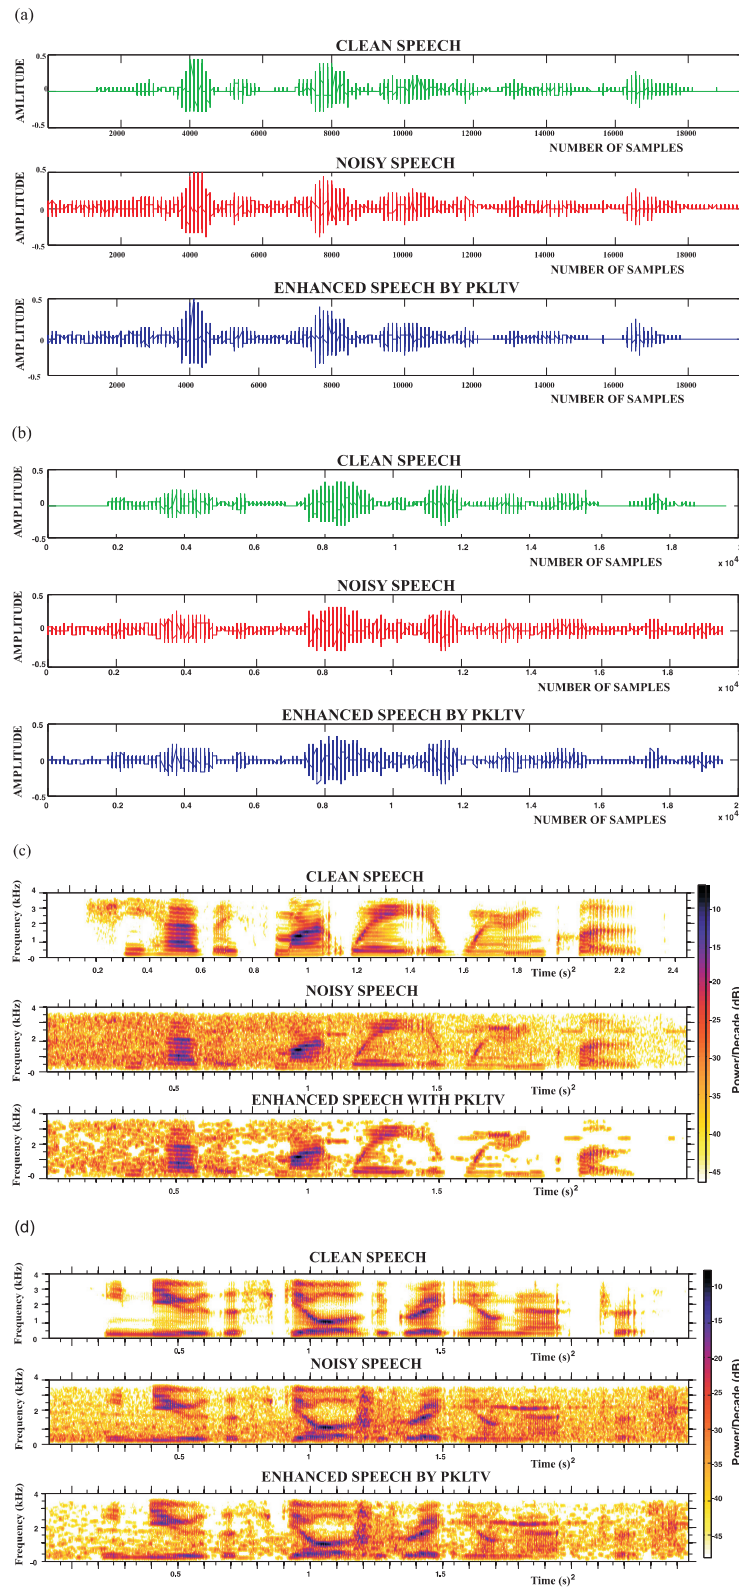 (a)
CLEAN SPEECH
AMLITUDE
0.5
0
-0.5
2000 4000 6000 8000 10000 12000 14000 16000 18000
NUMBER OF SAMPLES
NOISY SPEECH
AMPLITUDE
0.5
0
-0.5
2000 4000 6000 8000 10000 12000 14000 16000 18000
NUMBER OF SAMPLES
ENHANCED SPEECH BY PKLTV
AMPLITUDE
0.5
0
-0.5
2000 4000 6000 8000 10000 12000 14000 16000 18000
NUMBER OF SAMPLES
(b)
CLEAN SPEECH
AMPLITUDE
0.5
0
-0.5
0 0.2 0.4 0.6 0.8 1 1.2 1.4 1.6 1.8
NUMBER OF SAMPLES
x 10⁴
NOISY SPEECH
AMPLITUDE
0.5
0
-0.5
0 0.2 0.4 0.6 0.8 1 1.2 1.4 1.6 1.8
NUMBER OF SAMPLES
x 10⁴
ENHANCED SPEECH BY PKLTV
AMPLITUDE
0.5
0
-0.5
0 0.2 0.4 0.6 0.8 1 1.2 1.4 1.6 1.8 2
NUMBER OF SAMPLES
x 10⁴
(c)
CLEAN SPEECH
Frequency (kHz)
4
3
2
1
-0
0.2 0.4 0.6 0.8 1 1.2 1.4 1.6 1.8 2 2.2 2.4
Time (s)
NOISY SPEECH
Frequency (kHz)
4
2
-0
0.5 1 1.5
Time (s)²
ENHANCED SPEECH WITH PKLTV
Frequency (kHz)
4
2
-0
0.5 1 1.5
Time (s)²
-10
-15
-20
-25
-30
-35
-40
-45
Power/Decade (dB)
(d)
CLEAN SPEECH
Frequency (kHz)
4
3
2
1
0
0.5 1 1.5
Time (s)²
NOISY SPEECH
Frequency (kHz)
4
2
0
0.5 1 1.5
Time (s)²
ENHANCED SPEECH BY PKLTV
Frequency (kHz)
4
2
-0
0.5 1 1.5
Time (s)²
-10
-15
-20
-25
-30
-35
-40
-45
Power/Decade (dB)